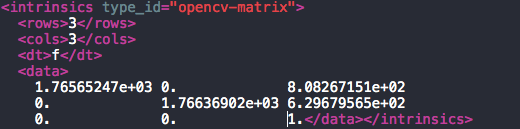 <intrinsics type_id="opencv-matrix">
<rows>3</rows>
<cols>3</cols>
<dt>f</dt>
<data>
1.76565247e+03 0. 8.08267151e+02
0. 1.76636902e+03 6.29679565e+02
0. 0. 1.</data></intrinsics>